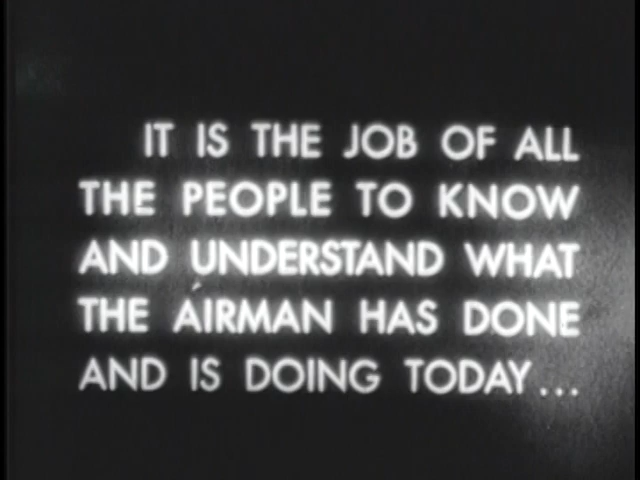 IT IS THE JOB OF ALL
THE PEOPLE TO KNOW
AND UNDERSTAND WHAT
THE AIRMAN HAS DONE
AND IS DOING TODAY...